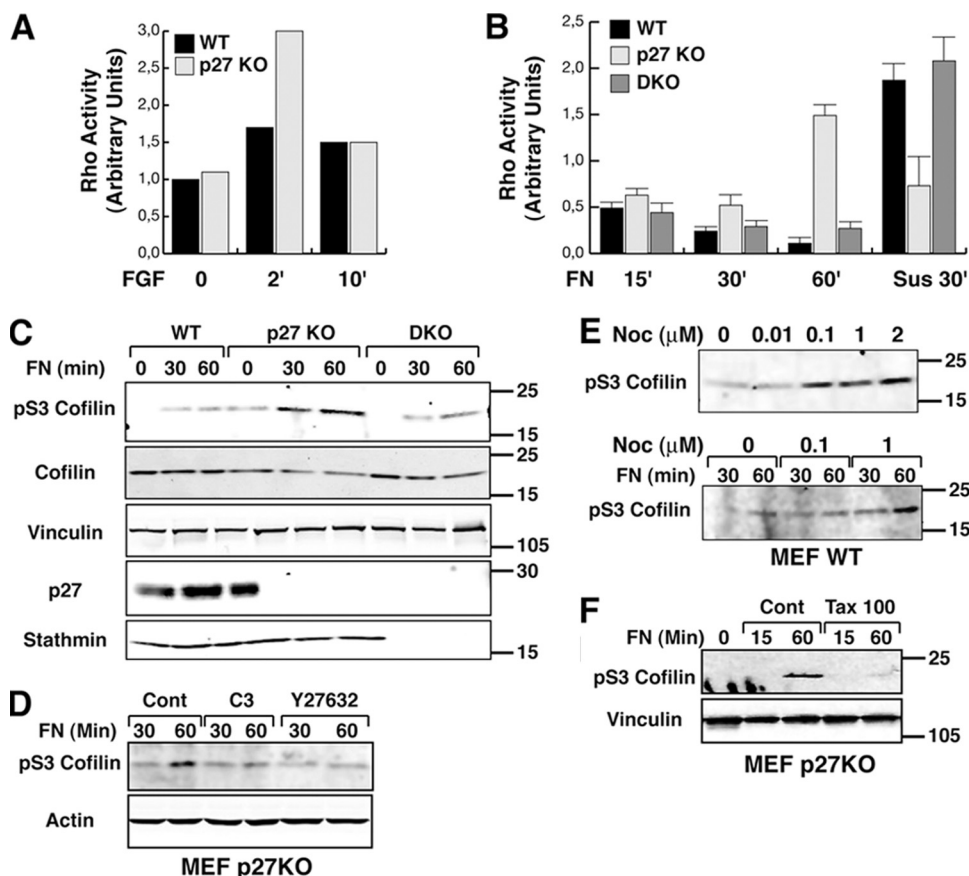 A
Rho Activity
(Arbitrary Units)
3,0
2,5
2,0
1,5
1,0
0,5
0,0
WT
p27 KO
FGF 0 2' 10'
B
Rho Activity
(Arbitrary Units)
2,5
2,0
1,5
1,0
0,5
0,0
WT
p27 KO
DKO
FN 15' 30' 60' Sus 30'
C
WT p27 KO DKO
FN (min) 0 30 60 0 30 60 0 30 60
pS3 Cofilin
25
15
Cofilin
25
15
Vinculin
105
p27
30
Stathmin
15
D
Cont C3 Y27632
FN (Min) 30 60 30 60 30 60
pS3 Cofilin
Actin
MEF p27KO
E
Noc (μM) 0 0.01 0.1 1 2
pS3 Cofilin
25
15
Noc (μM) 0 0.1 1
FN (min) 30 60 30 60 30 60
pS3 Cofilin
25
15
MEF WT
F
Cont Tax 100
FN (Min) 0 15 60 15 60
pS3 Cofilin
25
Vinculin
105
MEF p27KO